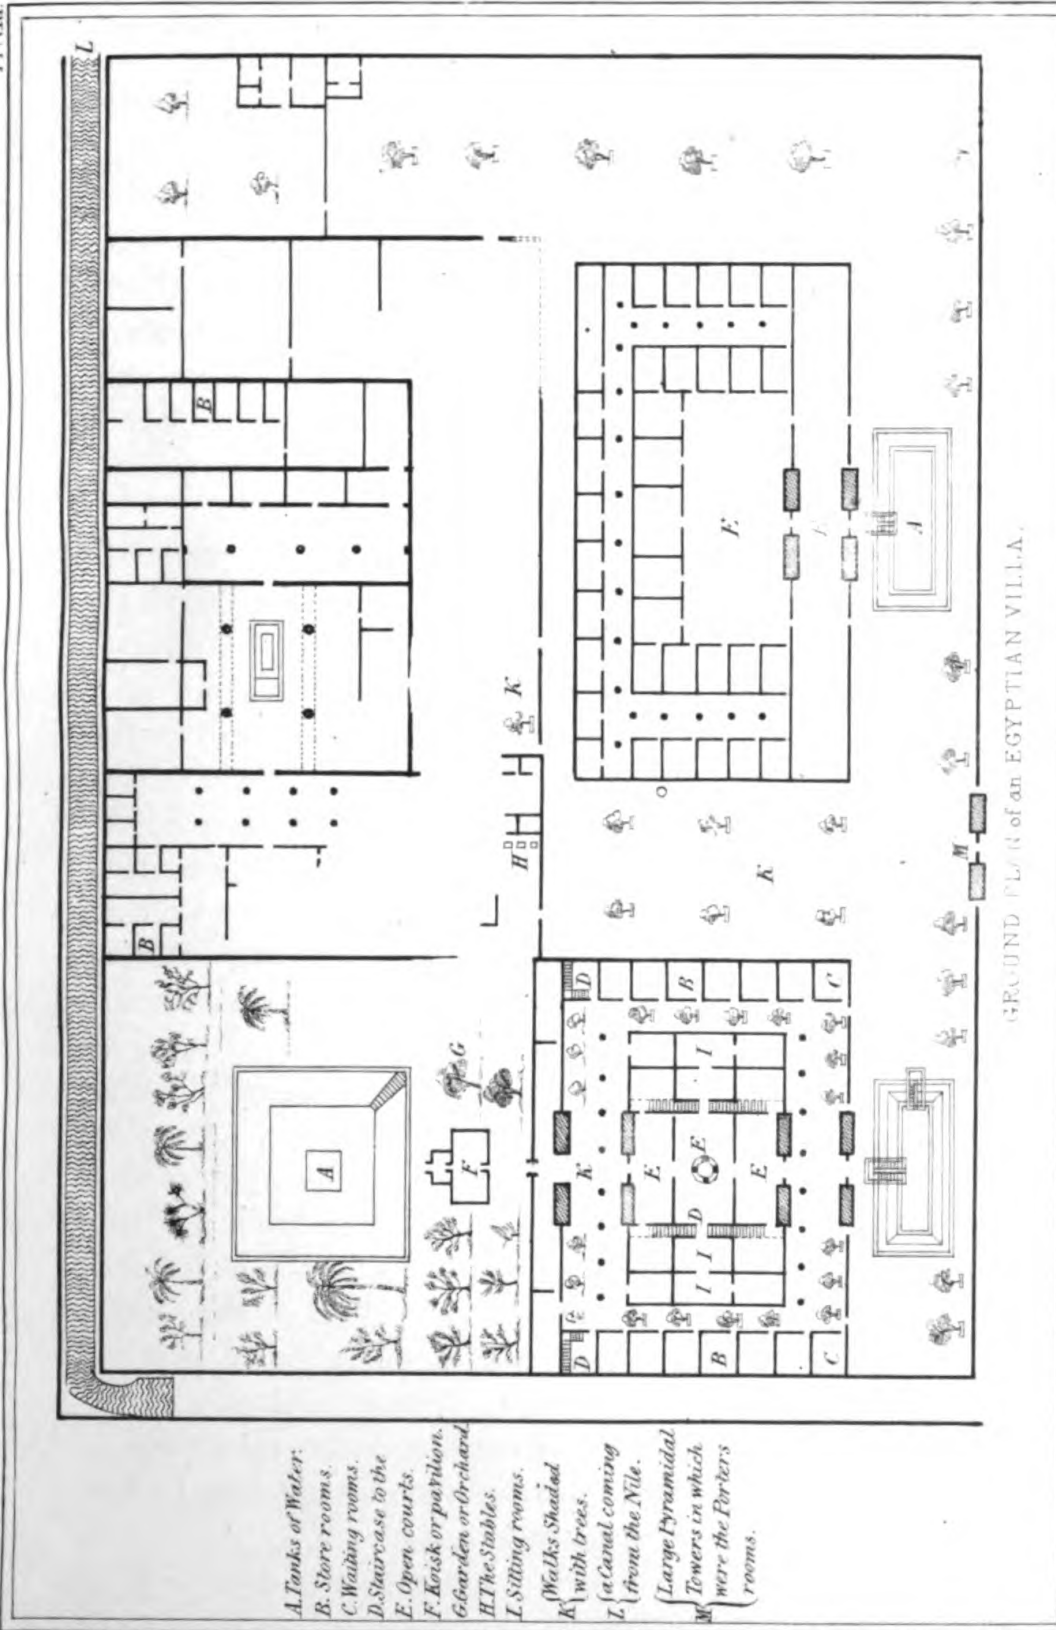 GROUND PLAN of an EGYPTIAN VILLA.
A. Tanks of Water.
B. Store rooms.
C. Waiting rooms.
D. Staircase to the
E. Open courts.
F. Koisk or pavilion.
G. Garden or Orchard
H. The Stables.
I. Sitting rooms.
K {Walks Shaded
with trees.
L {a Canal coming
from the Nile.
M {Large Pyramidal
Towers in which
were the Porters
rooms.
L
B
B
A
G
F
H
K
K
D
B
C
K
I
E
E
E
D
I
I
D
B
C
E
A
M